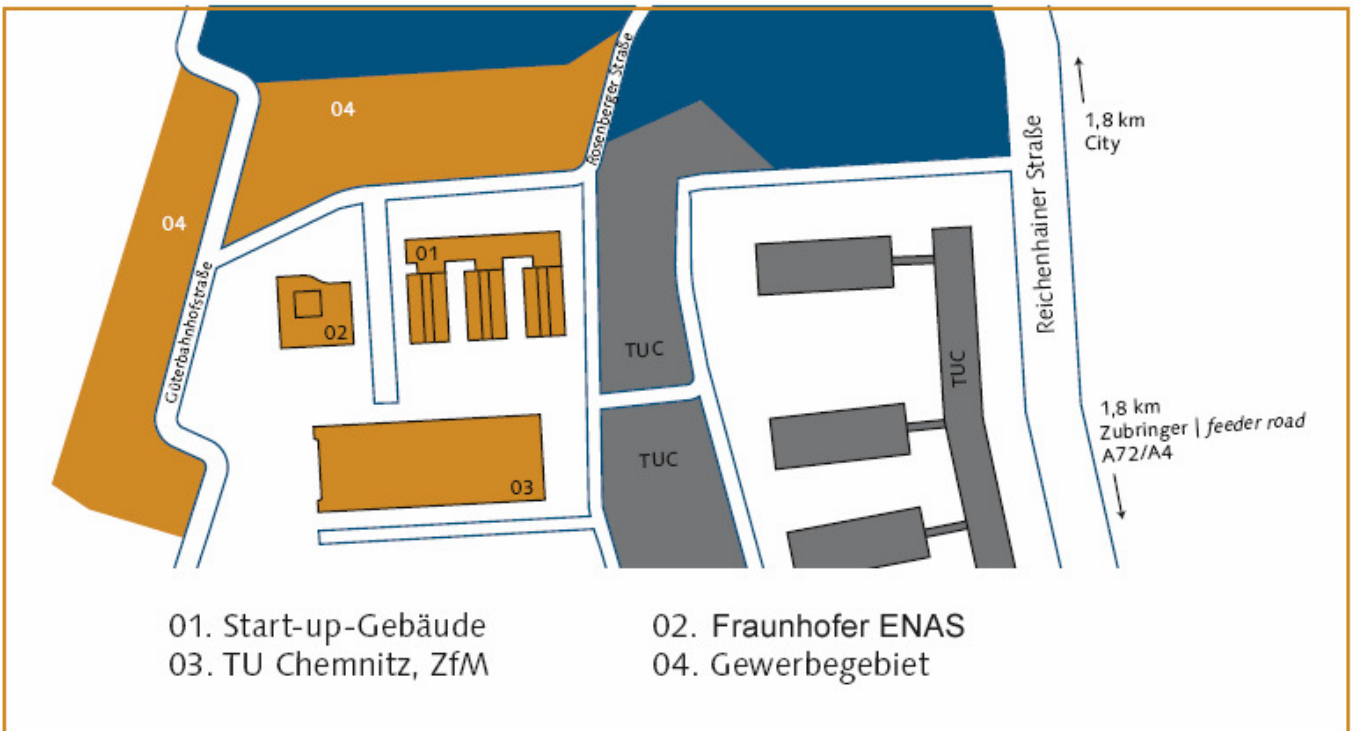 04
Rosenberger Straße
1,8 km
City
Reichenhainer Straße
04
01
Güterbahnhofstraße
02
TUC
TUC
1,8 km
Zubringer | feeder road
A72/A4
TUC
03
01. Start-up-Gebäude
02. Fraunhofer ENAS
03. TU Chemnitz, ZfM
04. Gewerbegebiet